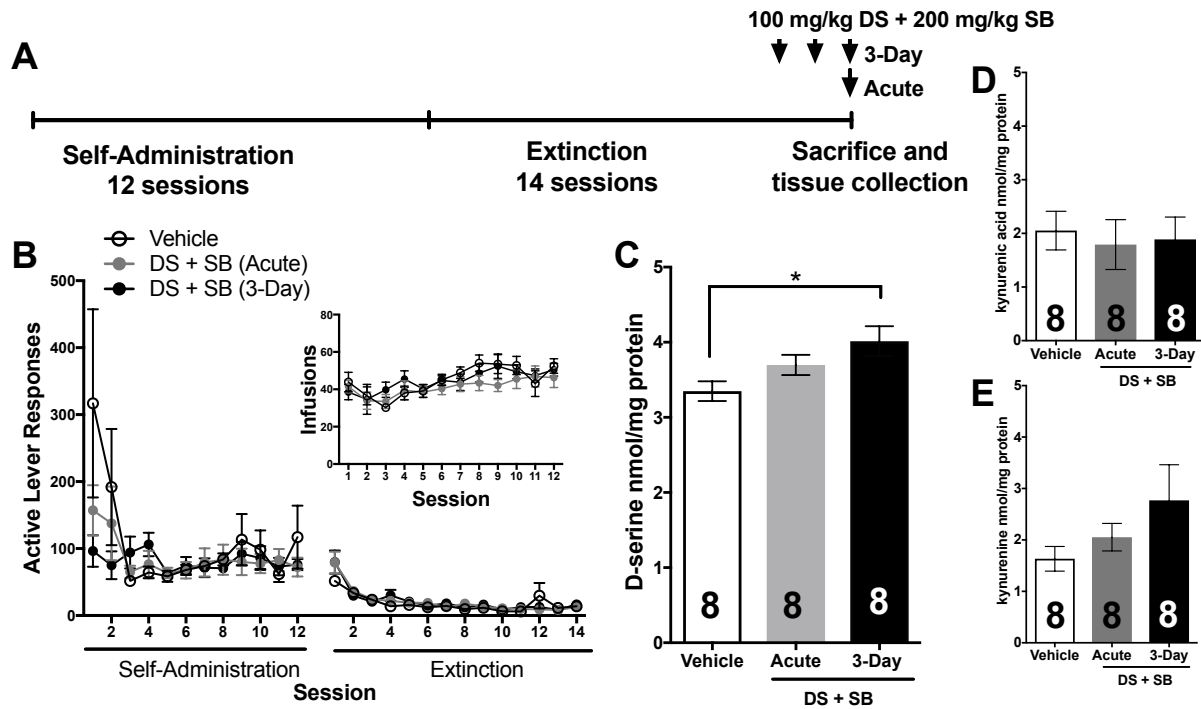 100 mg/kg DS + 200 mg/kg SB
A
3-Day
Acute
Self-Administration
12 sessions
Extinction
14 sessions
Sacrifice and
tissue collection
B
Vehicle
DS + SB (Acute)
DS + SB (3-Day)
Active Lever Responses
500
400
300
200
100
0
2 4 6 8 10 12
2 4 6 8 10 12 14
Self-Administration
Extinction
Session
Infusions
80
60
40
20
0
1 2 3 4 5 6 7 8 9 10 11 12
Session
C
D-serine nmol/mg protein
5
4
3
2
1
0
*
8 8 8
Vehicle Acute 3-Day
DS + SB
D
kynurenic acid nmol/mg protein
5
4
3
2
1
0
8 8 8
Vehicle Acute 3-Day
DS + SB
E
kynurenine nmol/mg protein
5
4
3
2
1
0
8 8 8
Vehicle Acute 3-Day
DS + SB